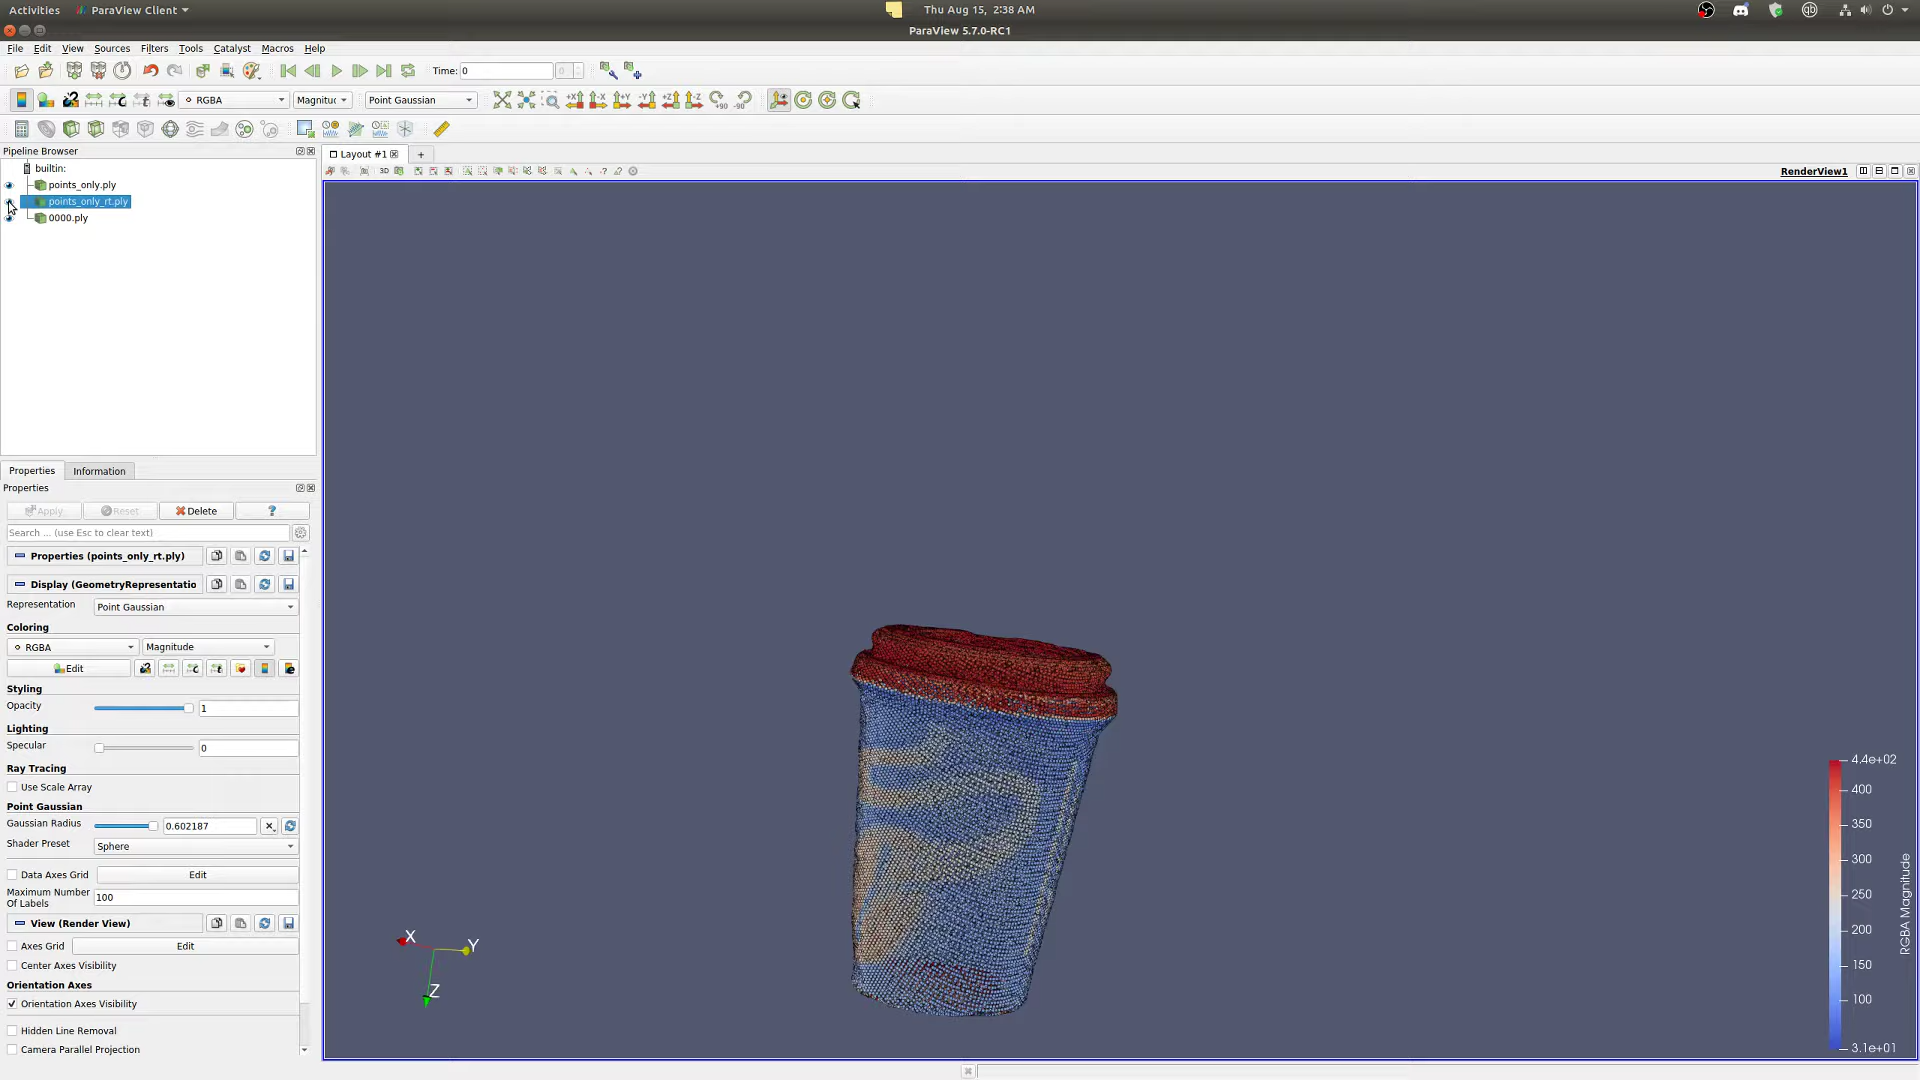 Activities
ParaView Client
Thu Aug 15, 2:38 AM
ParaView 5.7.0-RC1
File Edit View Sources Filters Tools Catalyst Macros Help
Time: 0
0
RGBA
Magnituc
Point Gaussian
+X -X +Y -Y +Z -Z +90 -90
Pipeline Browser
Layout #1
+
builtin:
3D
RenderView1
points_only.ply
points_only_rt.ply
0000.ply
Properties Information
Properties
Apply Reset Delete ?
Search ... (use Esc to clear text)
Properties (points_only_rt.ply)
Display (GeometryRepresentatio
Representation Point Gaussian
Coloring
RGBA Magnitude
Edit
Styling
Opacity 1
Lighting
Specular 0
Ray Tracing
Use Scale Array
Point Gaussian
Gaussian Radius 0.602187
Shader Preset Sphere
Data Axes Grid Edit
Maximum Number Of Labels 100
View (Render View)
Axes Grid Edit
Center Axes Visibility
Orientation Axes
Orientation Axes Visibility
Hidden Line Removal
Camera Parallel Projection
X
Y
Z
4.4e+02
400
350
300
250
200
150
100
3.1e+01
RGBA Magnitude